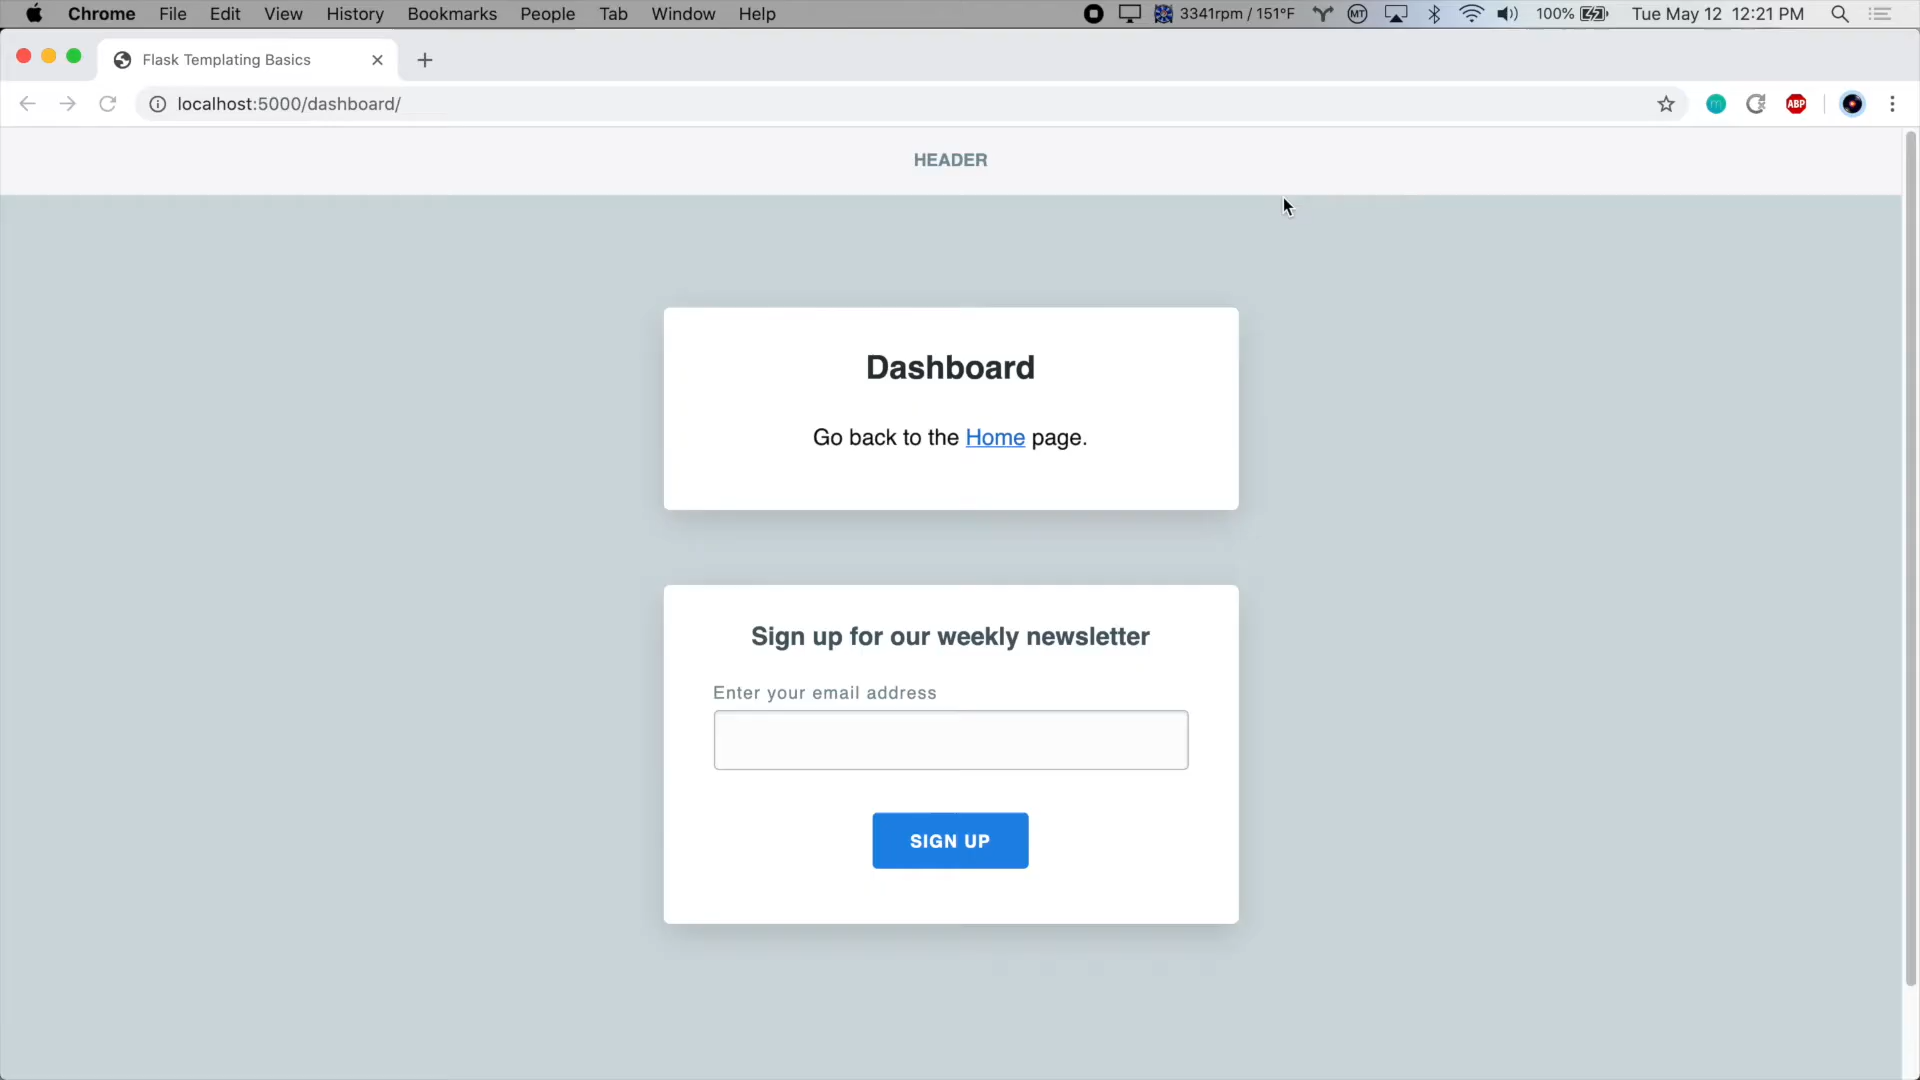 Chrome File Edit View History Bookmarks People Tab Window Help 3341rpm / 151°F MT 100% Tue May 12 12:21 PM
Flask Templating Basics
localhost:5000/dashboard/ m ABP
HEADER
Dashboard
Go back to the Home page.
Sign up for our weekly newsletter
Enter your email address
SIGN UP